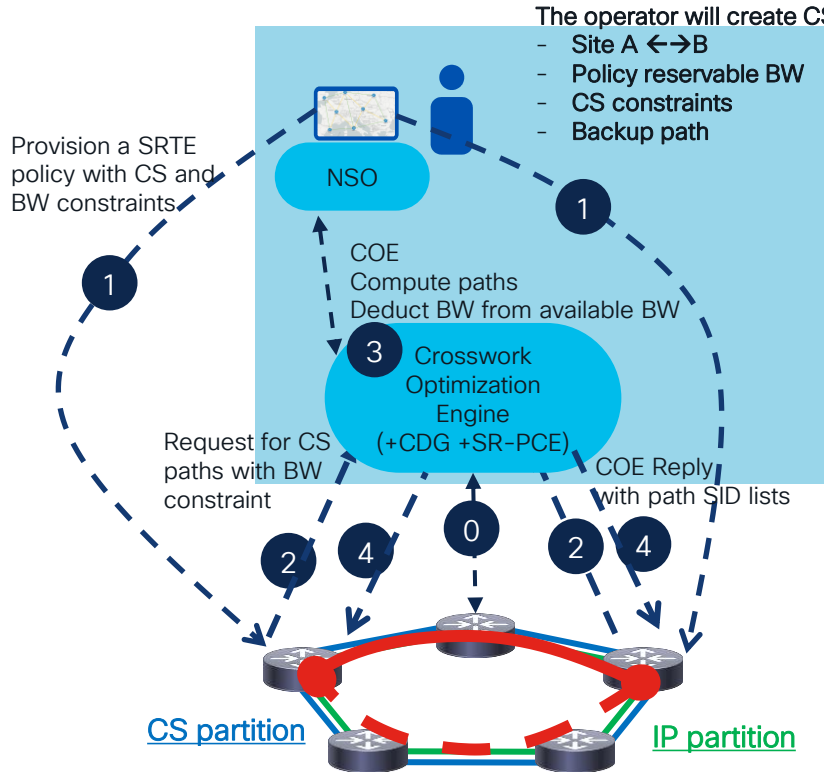 The operator will create CS
- Site A ←→B
- Policy reservable BW
- CS constraints
- Backup path
Provision a SRTE
policy with CS and
BW constraints
NSO
1
1
COE
Compute paths
Deduct BW from available BW
3
Crosswork
Optimization
Engine
(+CDG +SR-PCE)
Request for CS
paths with BW
constraint
COE Reply
with path SID lists
0
2
4
2
4
CS partition
IP partition